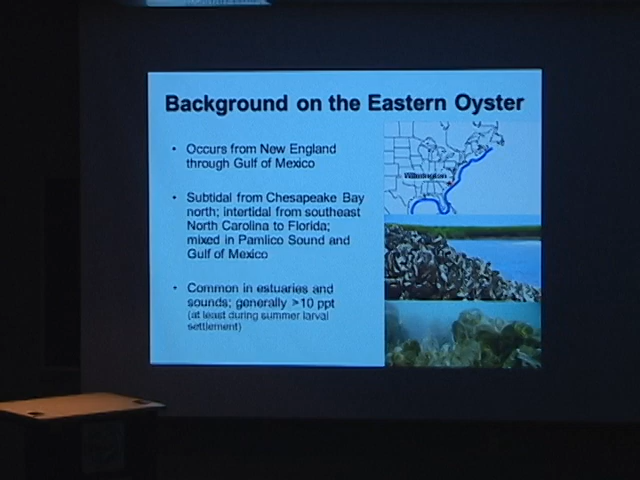 Background on the Eastern Oyster
• Occurs from New England
through Gulf of Mexico
Wilmington
• Subtidal from Chesapeake Bay
north; intertidal from southeast
North Carolina to Florida;
mixed in Pamlico Sound and
Gulf of Mexico
• Common in estuaries and
sounds; generally >10 ppt
(at least during summer larval
settlement)